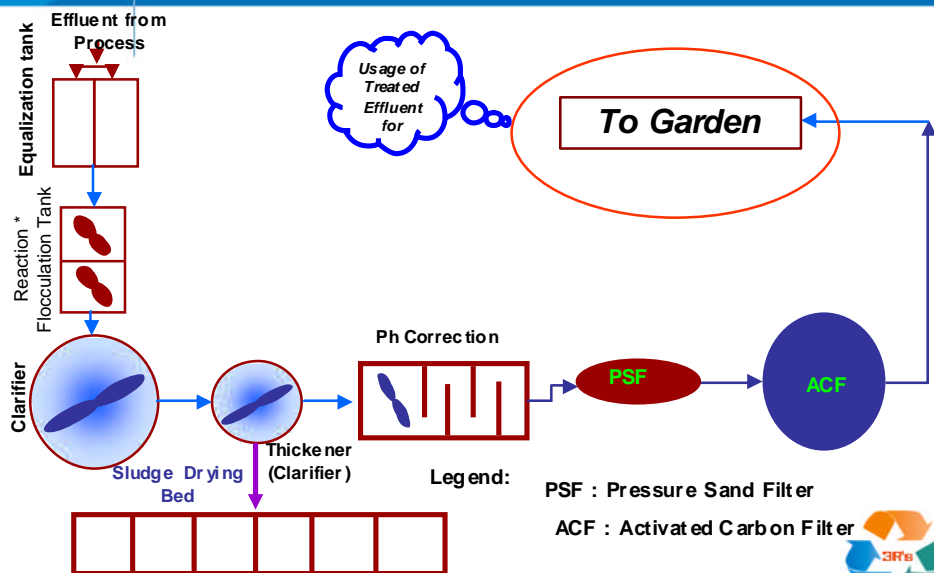 Effluent from
Process
Equalization tank
Usage of
Treated
Effluent
for
To Garden
Reaction *
Flocculation Tank
Ph Correction
Clarifier
PSF
ACF
Thickener
(Clarifier)
Sludge Drying
Bed
Legend:
PSF : Pressure Sand Filter
ACF : Activated Carbon Filter
3R's